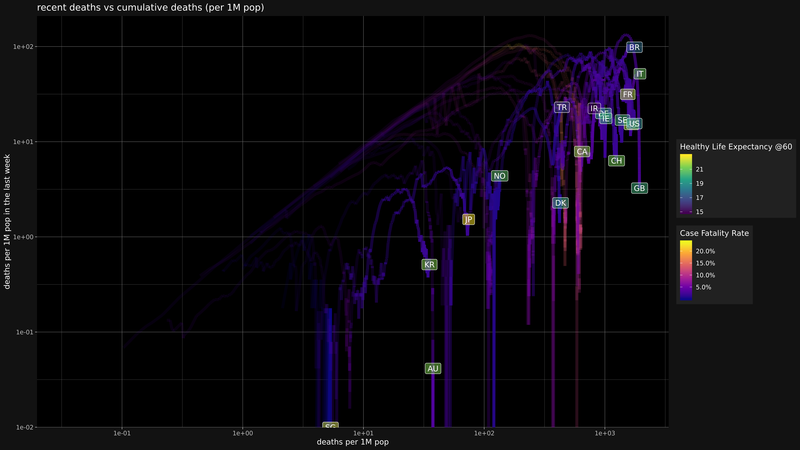 recent deaths vs cumulative deaths (per 1M pop)
1e+02
1e+01
1e+00
1e-01
1e-02
deaths per 1M pop in the last week
BR
IT
FR
TR
IR
IE
SE
US
CA
CH
NO
GB
DK
JP
KR
AU
SG
1e-01
1e+00
1e+01
1e+02
1e+03
deaths per 1M pop
Healthy Life Expectancy @60
21
19
17
15
Case Fatality Rate
20.0%
15.0%
10.0%
5.0%